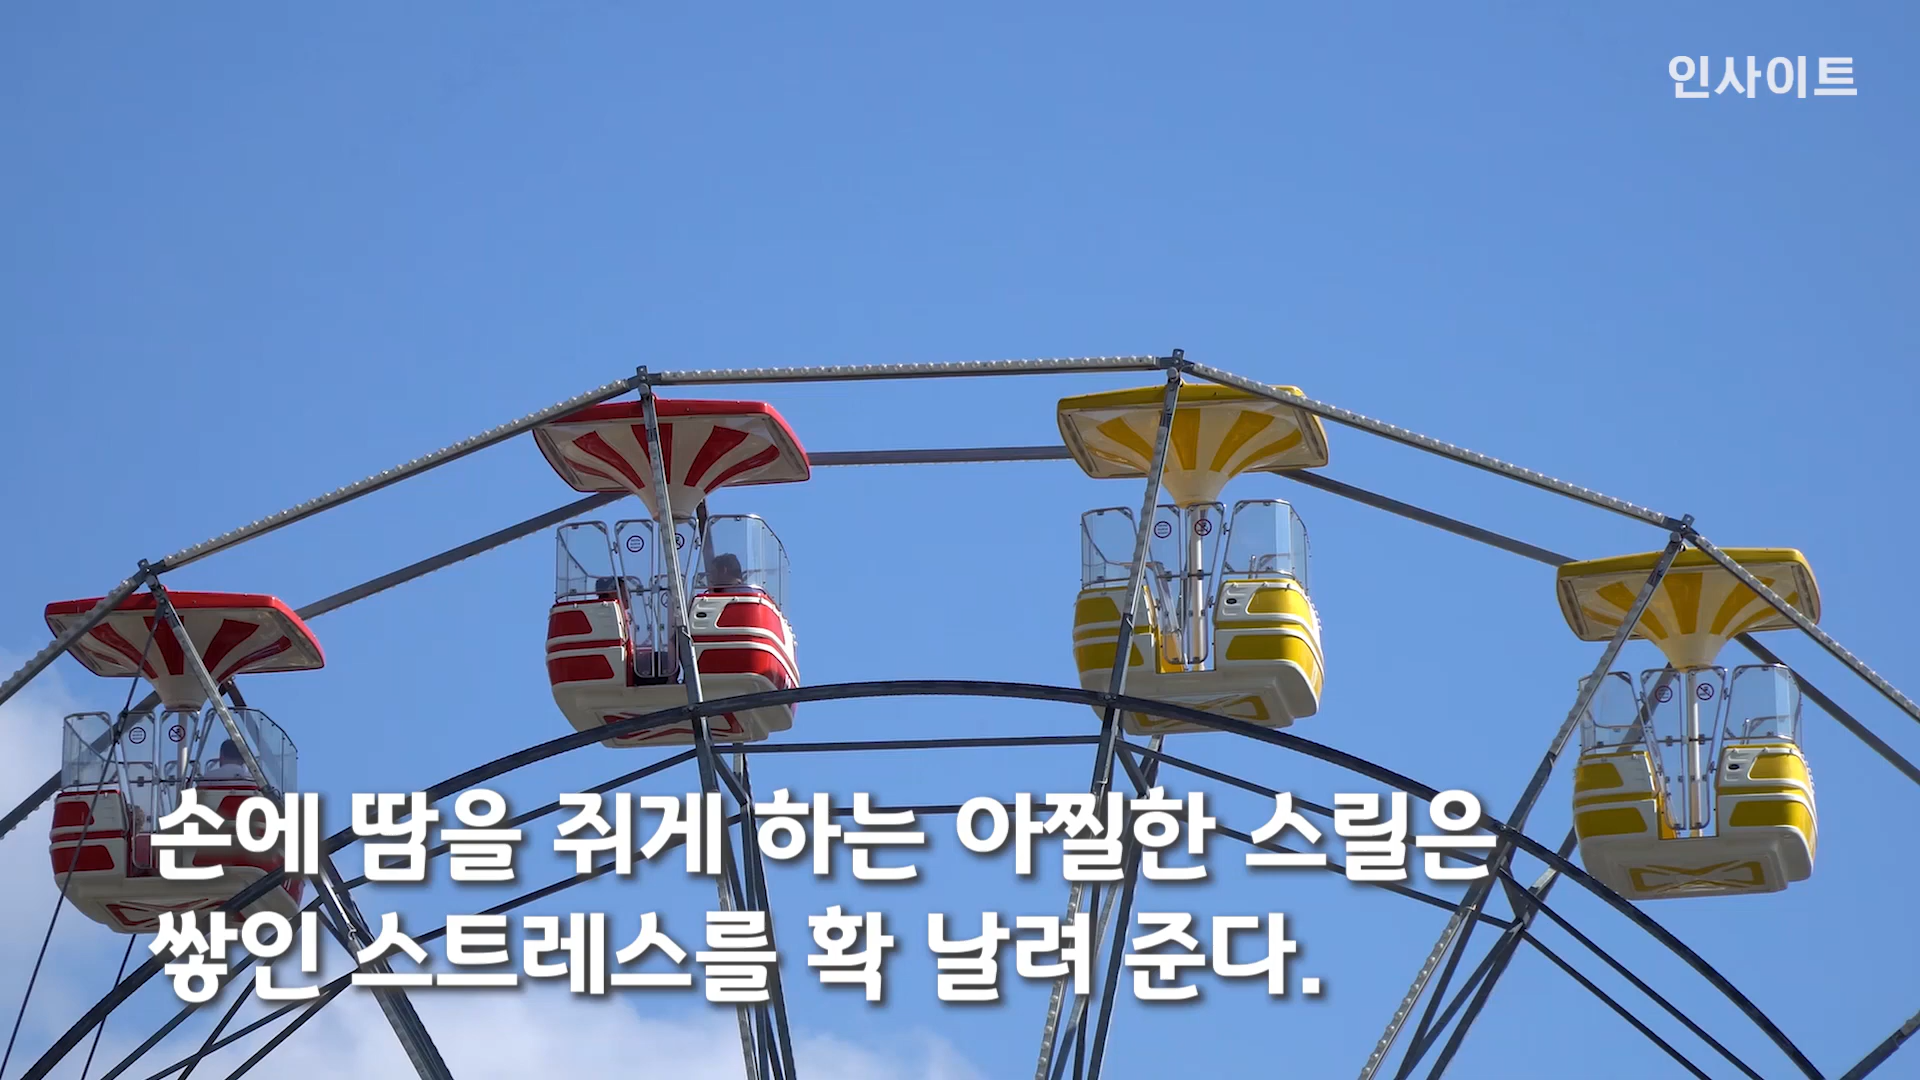 인사이트
손에 땀을 쥐게 하는 아찔한 스릴은
쌓인 스트레스를 확 날려 준다.